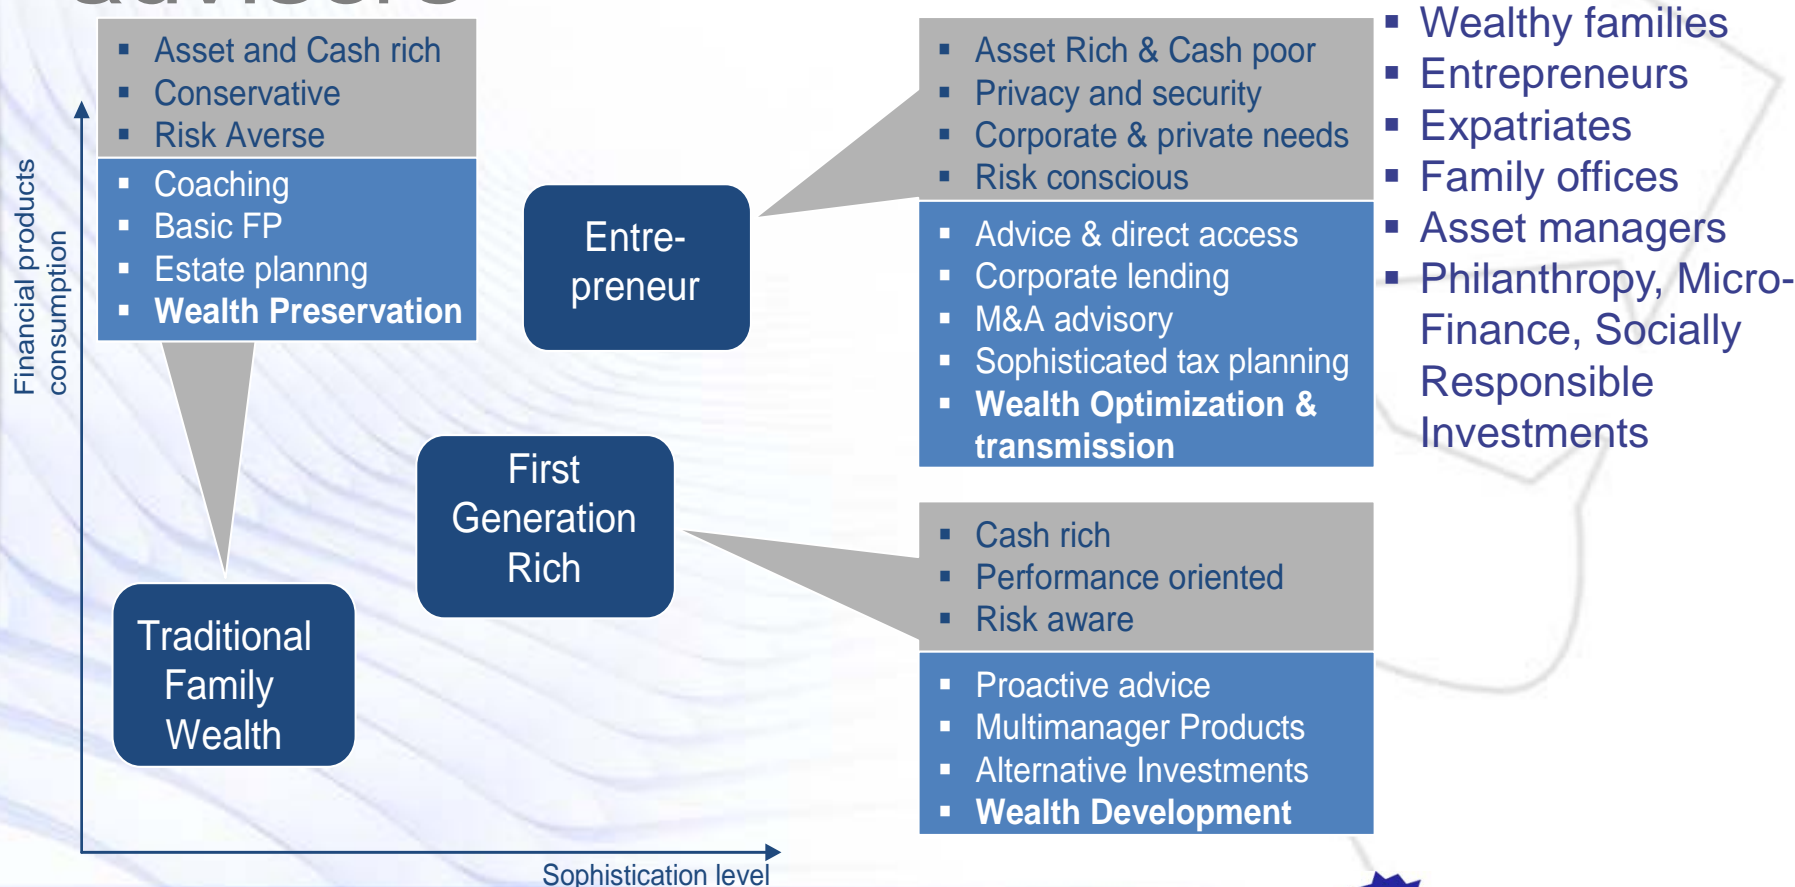 advisers
Asset and Cash rich
Conservative
Risk Averse
Coaching
Basic FP
Estate plannng
Wealth Preservation
Financial products
consumption
Entre-
preneur
First
Generation
Rich
Traditional
Family
Wealth
Sophistication level
Asset Rich & Cash poor
Privacy and security
Corporate & private needs
Risk conscious
Advice & direct access
Corporate lending
M&A advisory
Sophisticated tax planning
Wealth Optimization &
transmission
Cash rich
Performance oriented
Risk aware
Proactive advice
Multimanager Products
Alternative Investments
Wealth Development
Wealthy families
Entrepreneurs
Expatriates
Family offices
Asset managers
Philanthropy, Micro-
Finance, Socially
Responsible
Investments